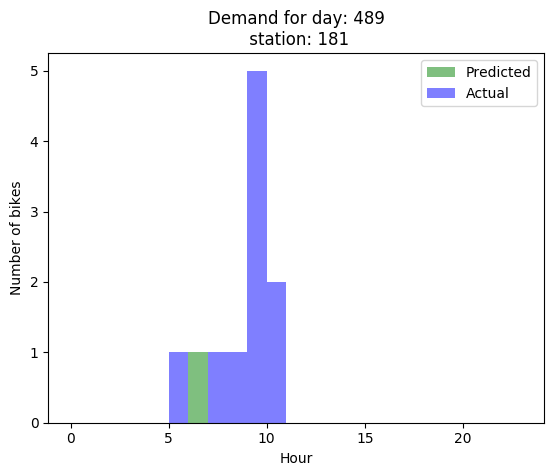 Demand for day: 489
station: 181
Predicted
Actual
Number of bikes
5
4
3
2
1
0
0
5
10
15
20
Hour